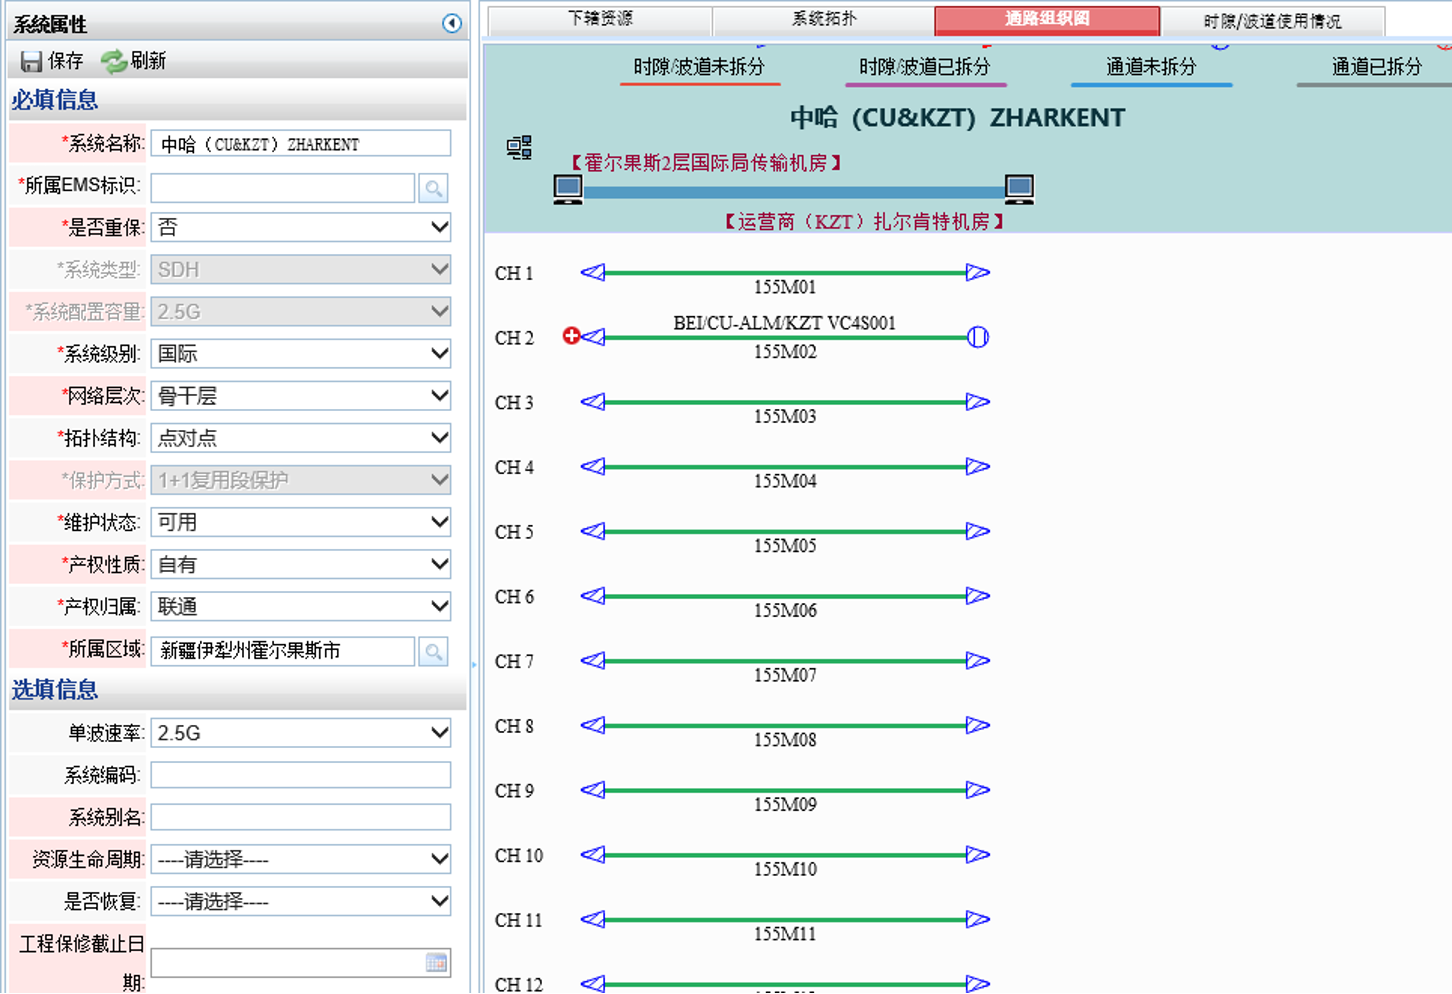 系统属性
保存 刷新
必填信息
*系统名称: 中哈（CU&KZT）ZHARKENT
*所属EMS标识:
*是否重保: 否
*系统类型: SDH
*系统配置容量: 2.5G
*系统级别: 国际
*网络层次: 骨干层
*拓扑结构: 点对点
*保护方式: 1+1复用段保护
*维护状态: 可用
*产权性质: 自有
*产权归属: 联通
*所属区域: 新疆伊犁州霍尔果斯市
选填信息
单波速率: 2.5G
系统编码:
系统别名:
资源生命周期: ----请选择----
是否恢复: ----请选择----
工程保修截止日
期:
下辖资源 系统拓扑 通路组织图 时隙/波道使用情况
时隙/波道未拆分 时隙/波道已拆分 通道未拆分 通道已拆分
中哈（CU&KZT）ZHARKENT
【霍尔果斯2层国际局传输机房】
【运营商（KZT）扎尔肯特机房】
CH 1
155M01
BEI/CU-ALM/KZT VC4S001
CH 2
155M02
CH 3
155M03
CH 4
155M04
CH 5
155M05
CH 6
155M06
CH 7
155M07
CH 8
155M08
CH 9
155M09
CH 10
155M10
CH 11
155M11
CH 12